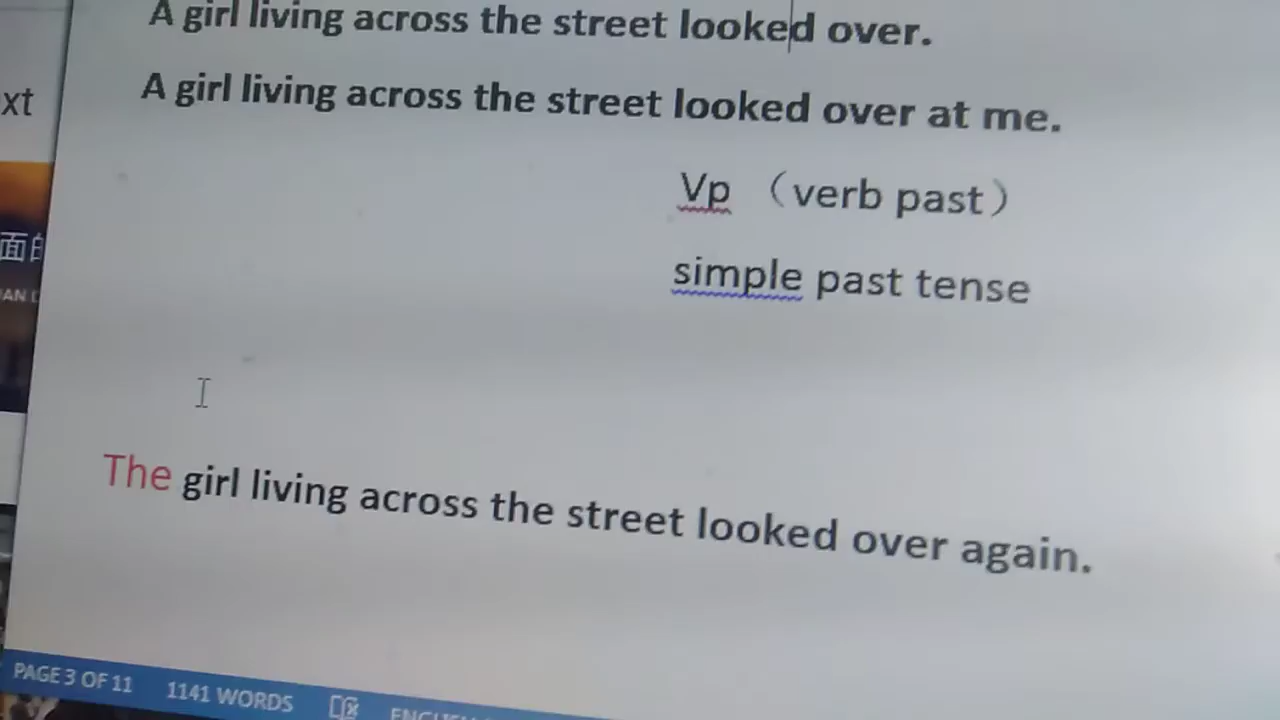 A girl living across the street looked over.
xt
A girl living across the street looked over at me.
Vp （verb past）
面
simple past tense
The girl living across the street looked over again.
PAGE 3 OF 11 1141 WORDS